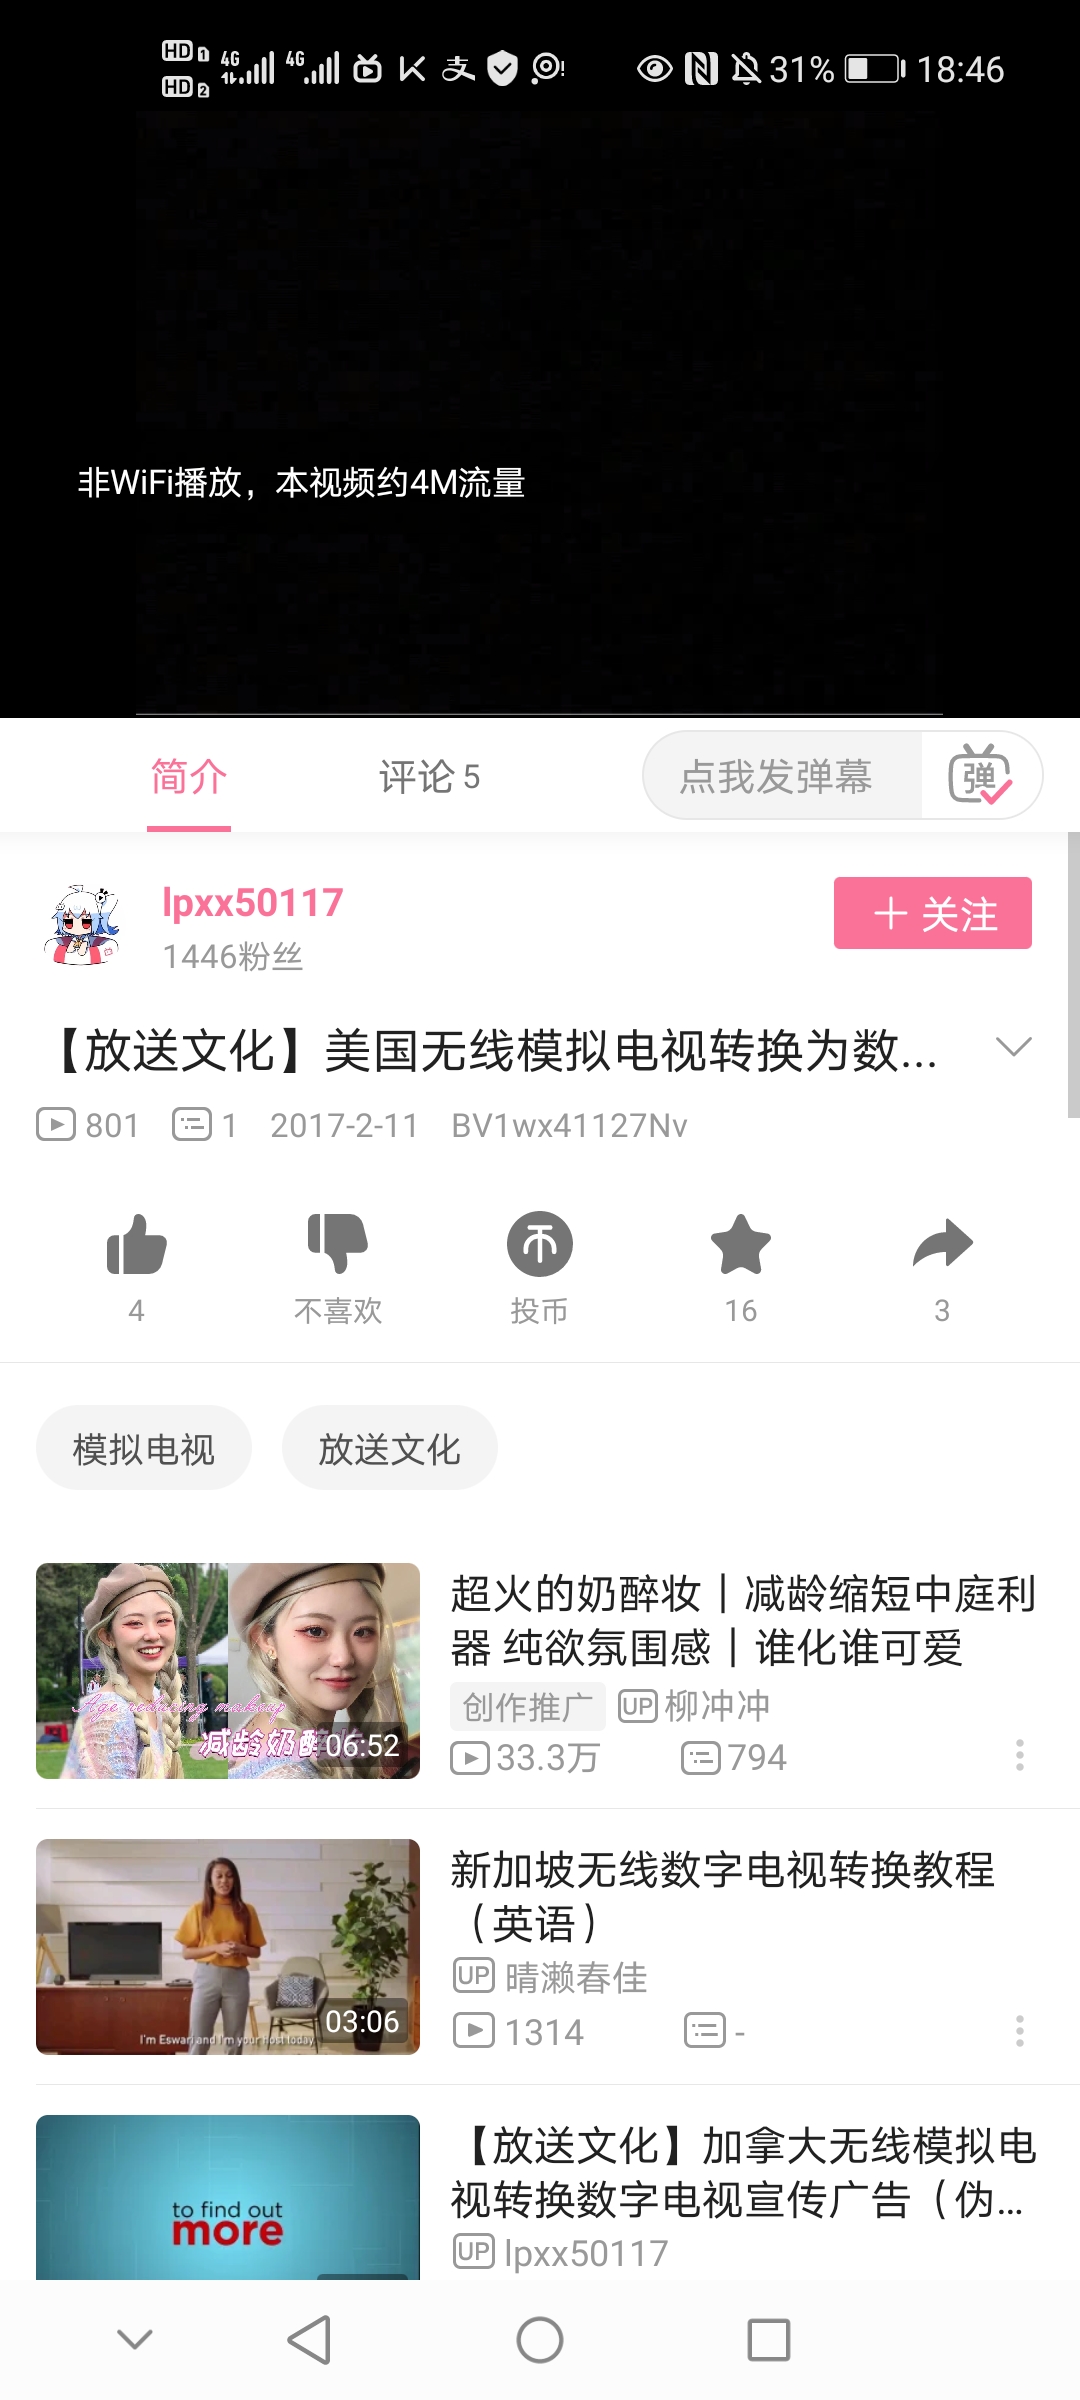 HD 1 4G 4G 支 31% 18:46
HD 2
非WiFi播放，本视频约4M流量
简介 评论 5 点我发弹幕 弹
lpxx50117
1446粉丝
＋ 关注
【放送文化】美国无线模拟电视转换为数...
801 1 2017-2-11 BV1wx41127Nv
4 不喜欢 投币 16 3
模拟电视 放送文化
Age reducing makeup
减龄奶醉妆
06:52
超火的奶醉妆｜减龄缩短中庭利
器 纯欲氛围感｜谁化谁可爱
创作推广 UP 柳冲冲
33.3万 794
I'm Eswari and I'm your host today.
03:06
新加坡无线数字电视转换教程
（英语）
UP 晴濑春佳
1314 -
to find out
more
【放送文化】加拿大无线模拟电
视转换数字电视宣传广告（伪...
UP lpxx50117